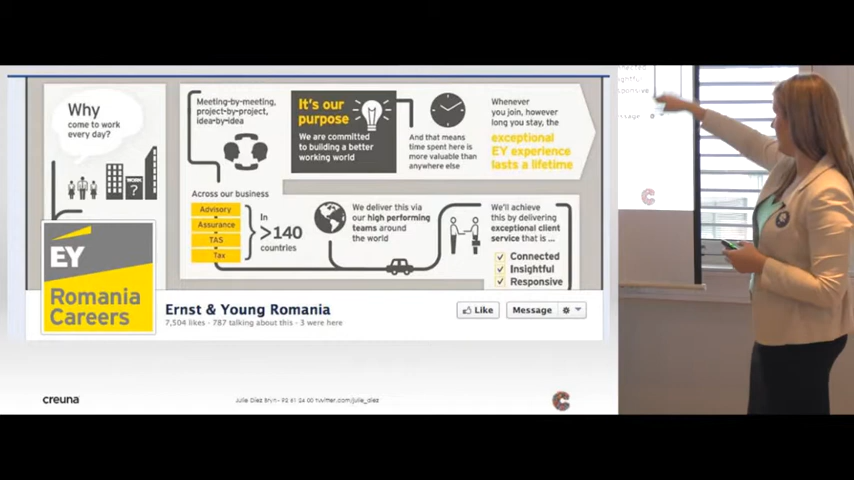 Why
come to work
every day?
?
Meeting-by-meeting,
project-by-project,
idea-by-idea
It's our
purpose
We are committed
to building a better
working world
And that means
time spent here is
more valuable than
anywhere else
Whenever
you join, however
long you stay, the
exceptional
EY experience
lasts a lifetime
Across our business
Advisory
Assurance
TAS
Tax
In
>140
countries
We deliver this via
our high performing
teams around
the world
We'll achieve
this by delivering
exceptional client
service that is ...
Connected
Insightful
Responsive
EY
Romania
Careers
Ernst & Young Romania
7,504 likes · 787 talking about this · 3 were here
Like
Message
creuna
twitter.com/julie_diez
C